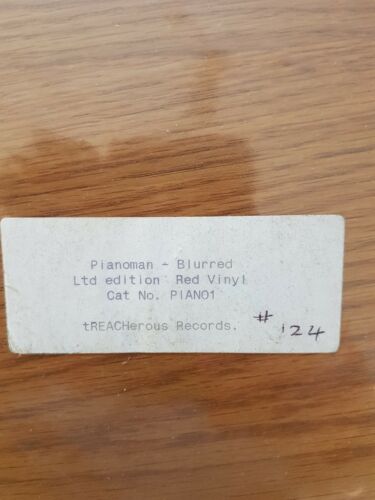 Pianoman - Blurred
Ltd edition Red Vinyl
Cat No. PIANO1
tREACHerous Records.
# 124